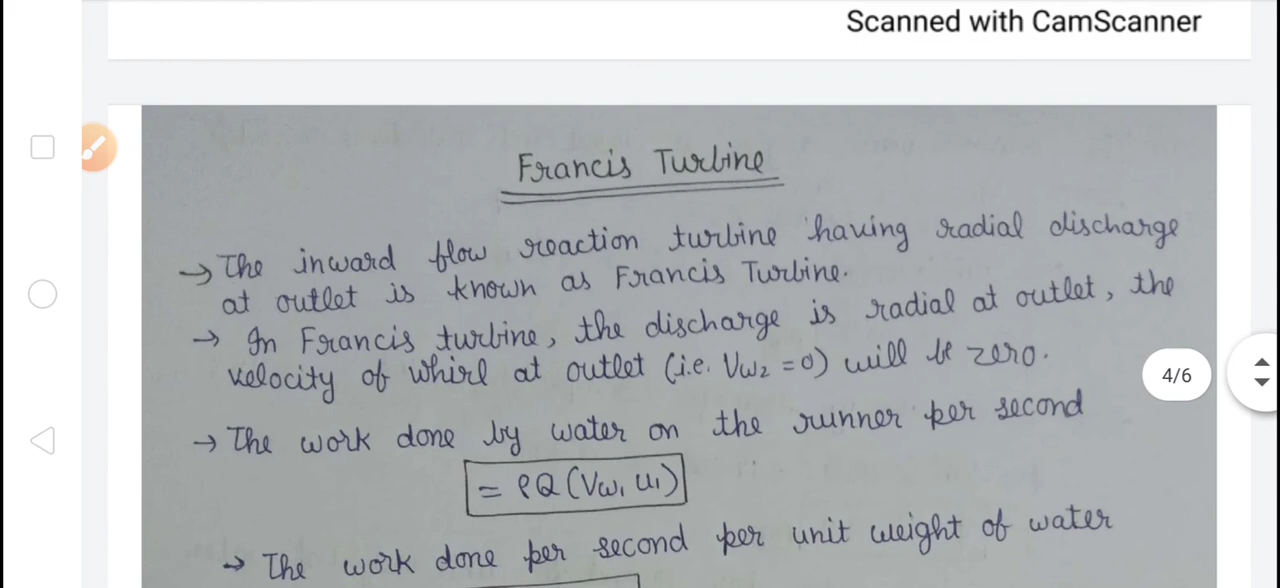 Scanned with CamScanner
Francis Turbine
→ The inward flow reaction turbine having radial discharge
at outlet is known as Francis Turbine.
→ In Francis turbine, the discharge is radial at outlet, the
velocity of whirl at outlet (i.e. Vw₂ = 0) will be zero.
4/6
→ The work done by water on the runner per second
= ρQ(Vw₁ u₁)
→ The work done per second per unit weight of water